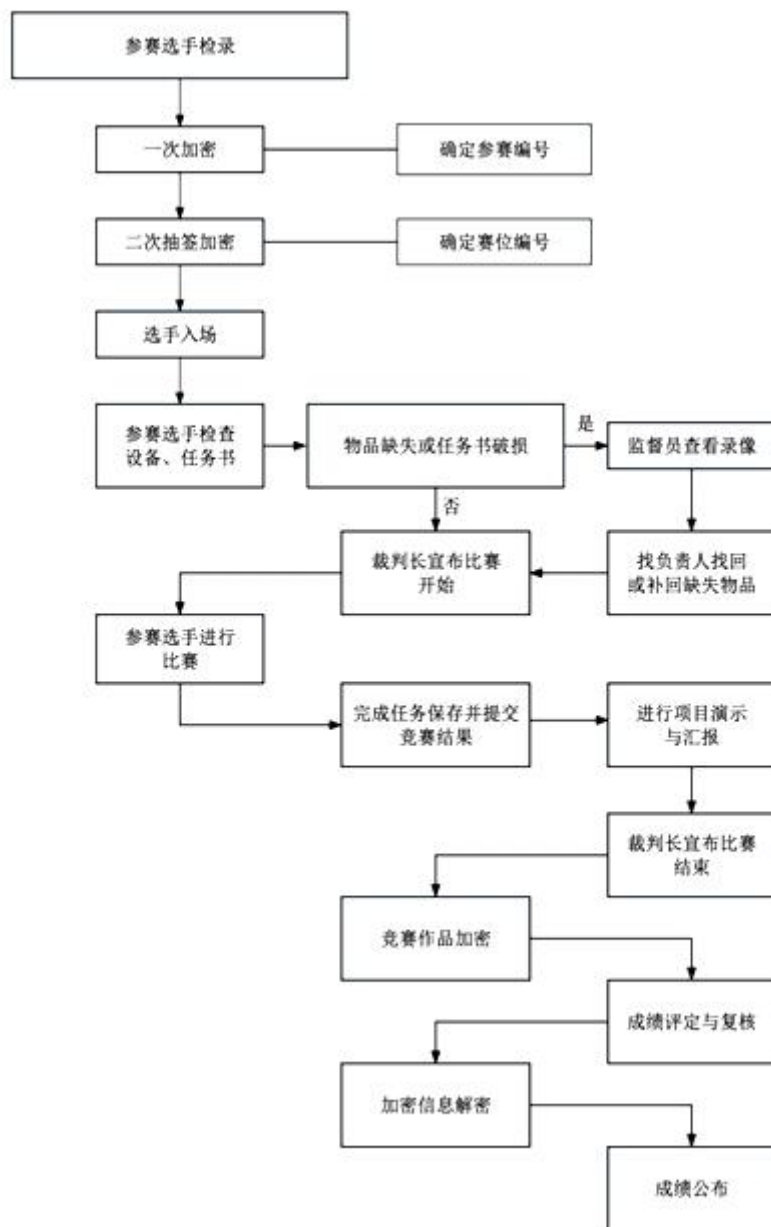 参赛选手检录
一次加密
确定参赛编号
二次抽签加密
确定赛位编号
选手入场
参赛选手检查
设备、任务书
物品缺失或任务书破损
是
监督员查看录像
否
裁判长宣布比赛
开始
找负责人找回
或补回缺失物品
参赛选手进行
比赛
完成任务保存并提交
竞赛结果
进行项目演示
与汇报
裁判长宣布比赛
结束
竞赛作品加密
成绩评定与复核
加密信息解密
成绩公布